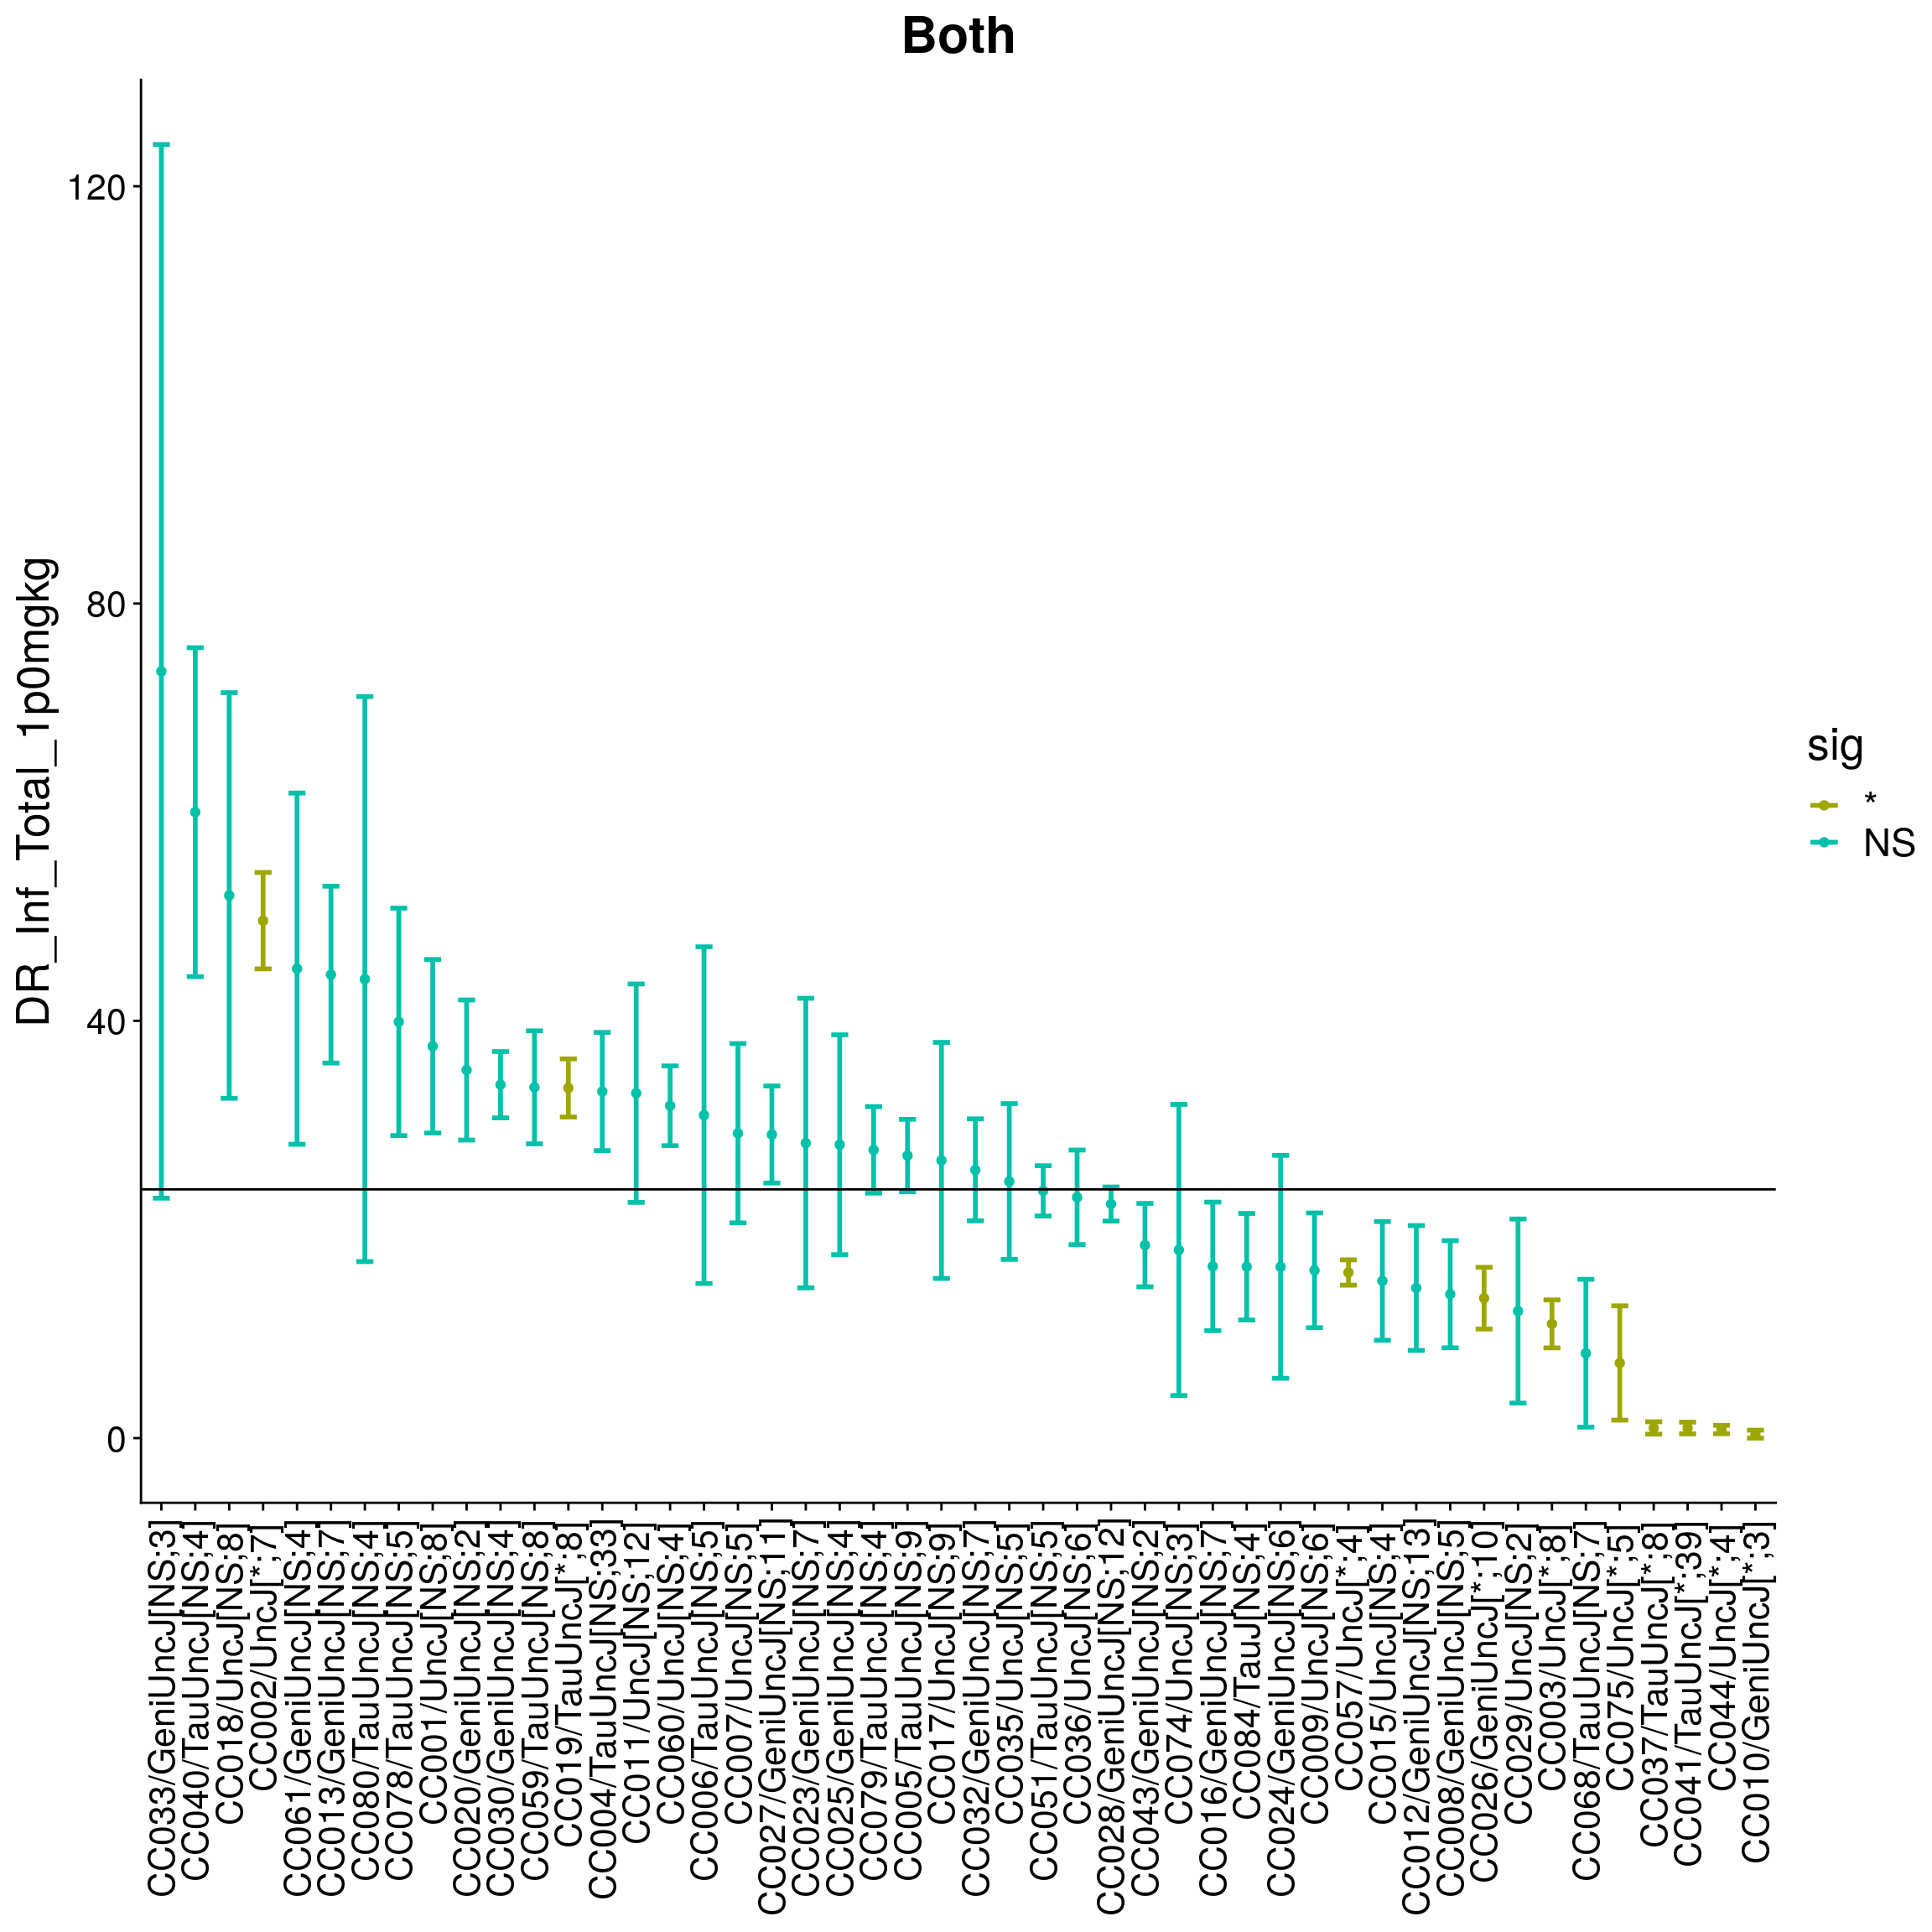 Both
DR_Inf_Total_1p0mgkg
120
80
40
0
CC033/GeniUncJ[NS;3]
CC040/TauUncJ[NS;4]
CC018/UncJ[NS;8]
CC002/UncJ[*;7]
CC061/GeniUncJ[NS;4]
CC013/GeniUncJ[NS;7]
CC080/TauUncJ[NS;4]
CC078/TauUncJ[NS;5]
CC001/UncJ[NS;8]
CC020/GeniUncJ[NS;2]
CC030/GeniUncJ[NS;4]
CC059/TauUncJ[NS;8]
CC019/TauUncJ[*;8]
CC004/TauUncJ[NS;33]
CC011/UncJ[NS;12]
CC060/UncJ[NS;4]
CC006/TauUncJ[NS;5]
CC007/UncJ[NS;5]
CC027/GeniUncJ[NS;11]
CC023/GeniUncJ[NS;7]
CC025/GeniUncJ[NS;4]
CC079/TauUncJ[NS;4]
CC005/TauUncJ[NS;9]
CC017/UncJ[NS;9]
CC032/GeniUncJ[NS;7]
CC035/UncJ[NS;5]
CC051/TauUncJ[NS;5]
CC036/UncJ[NS;6]
CC028/GeniUncJ[NS;12]
CC043/GeniUncJ[NS;2]
CC074/UncJ[NS;3]
CC016/GeniUncJ[NS;7]
CC084/TauJ[NS;4]
CC024/GeniUncJ[NS;6]
CC009/UncJ[NS;6]
CC057/UncJ[*;4]
CC015/UncJ[NS;4]
CC012/GeniUncJ[NS;13]
CC008/GeniUncJ[NS;5]
CC026/GeniUncJ[*;10]
CC029/UncJ[NS;2]
CC003/UncJ[*;8]
CC068/TauUncJ[NS;7]
CC075/UncJ[*;5]
CC037/TauUncJ[*;8]
CC041/TauUncJ[*;39]
CC044/UncJ[*;4]
CC010/GeniUncJ[*;3]
sig
*
NS